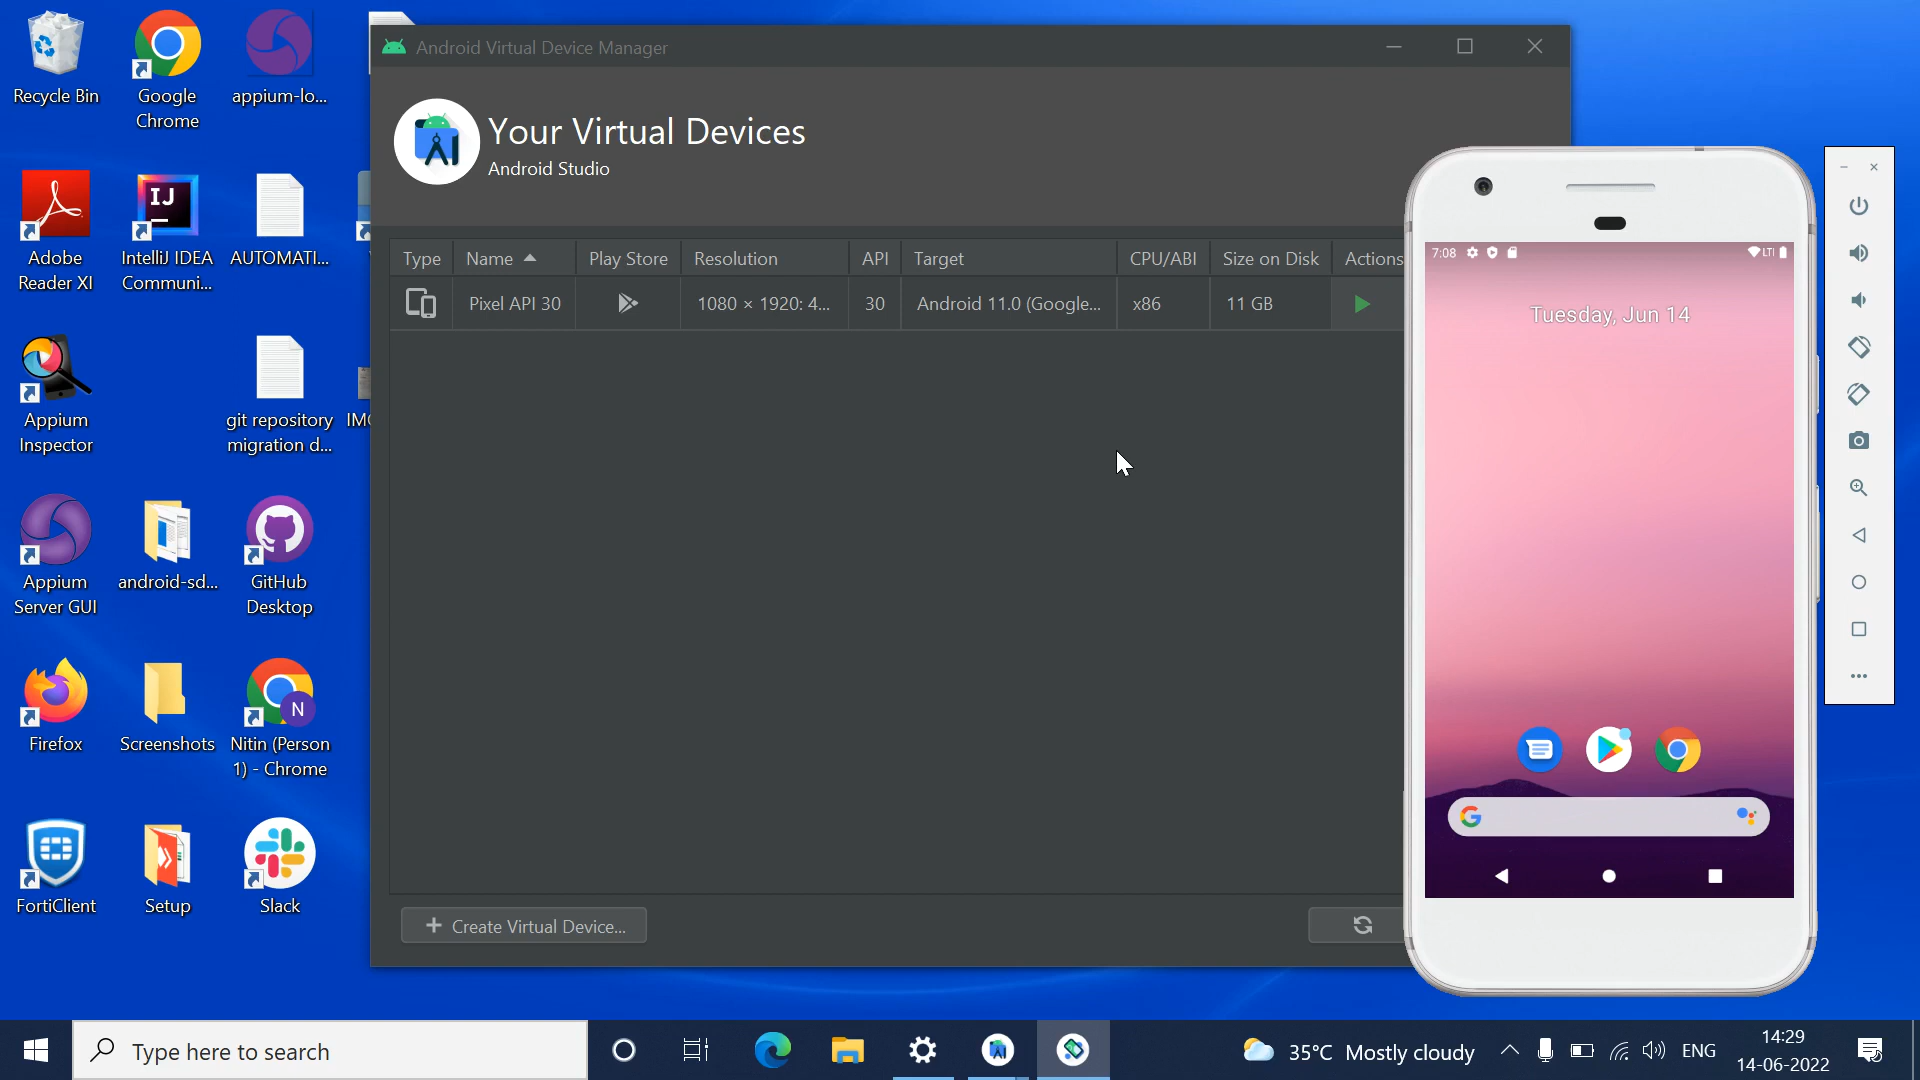 Recycle Bin
Google
Chrome
appium-lo...
Adobe
Reader XI
IntelliJ IDEA
Communi...
AUTOMATI...
Appium
Inspector
git repository
migration d...
Appium
Server GUI
android-sd...
GitHub
Desktop
Firefox
Screenshots
Nitin (Person
1) - Chrome
FortiClient
Setup
Slack
Android Virtual Device Manager
Your Virtual Devices
Android Studio
Type Name Play Store Resolution API Target CPU/ABI Size on Disk Actions
Pixel API 30 1080 × 1920: 4... 30 Android 11.0 (Google... x86 11 GB
Create Virtual Device...
7:08
Tuesday, Jun 14
Type here to search
35°C Mostly cloudy
ENG
14:29
14-06-2022